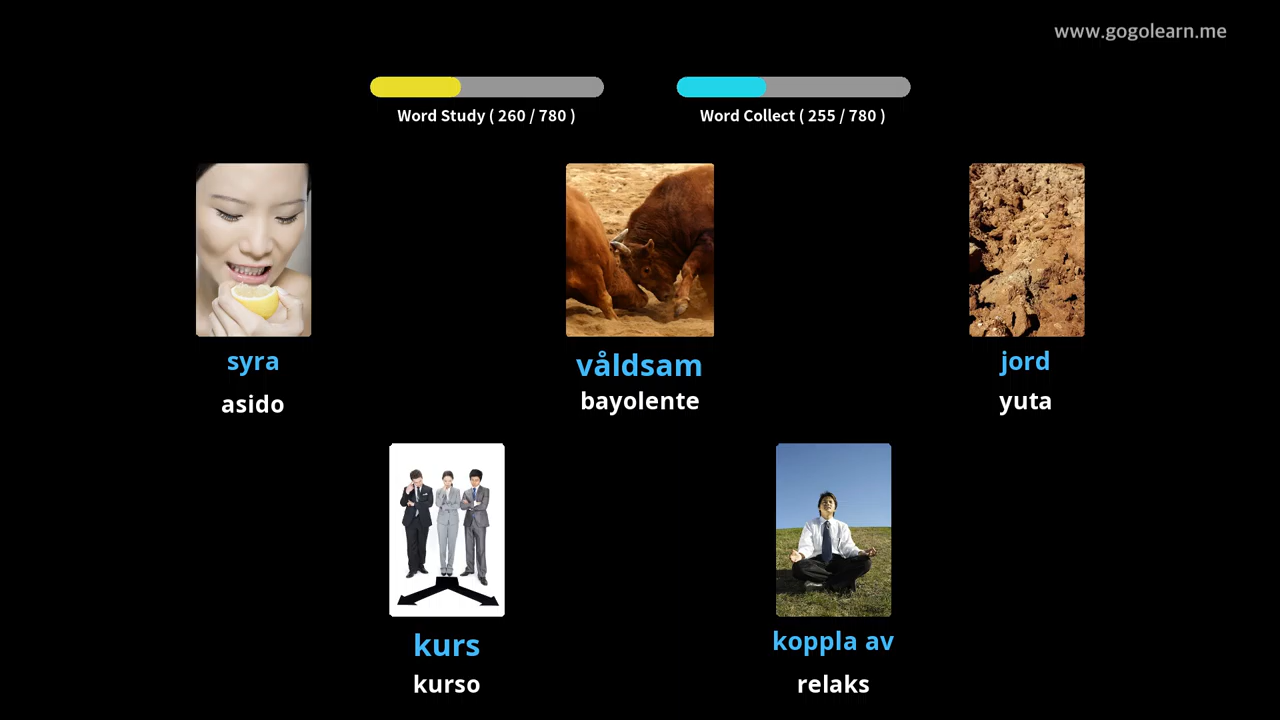 www.gogolearn.me
Word Study ( 260 / 780 )
Word Collect ( 255 / 780 )
syra
asido
våldsam
bayolente
jord
yuta
kurs
kurso
koppla av
relaks